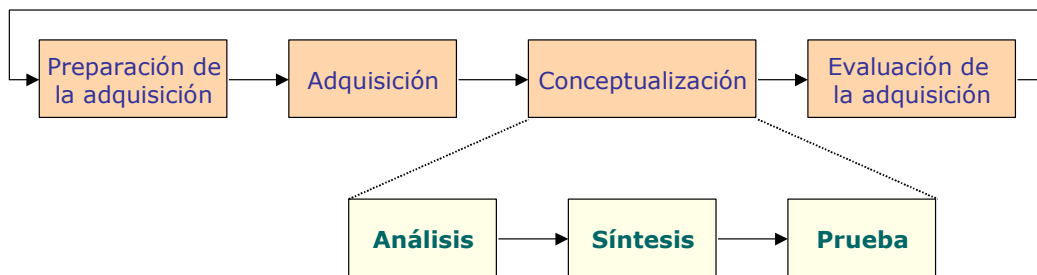 Preparación de
la adquisición
Adquisición
Conceptualización
Evaluación de
la adquisición
Análisis
Síntesis
Prueba